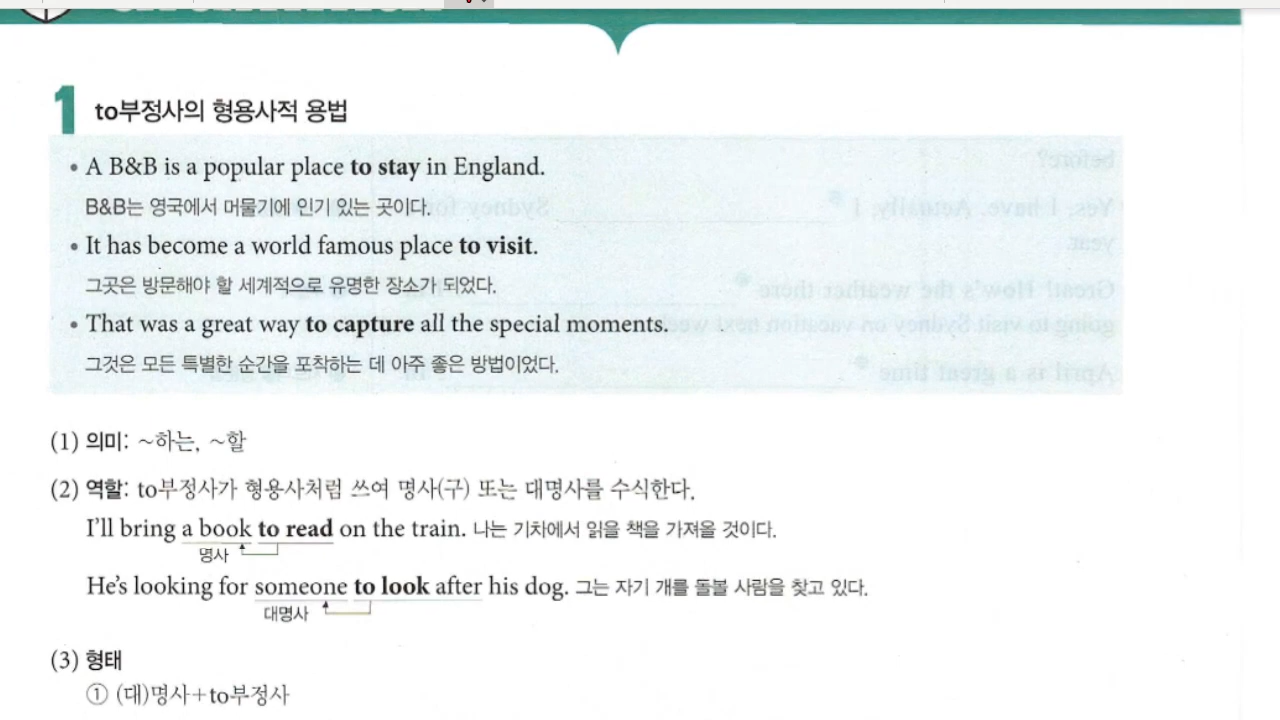 1 to부정사의 형용사적 용법
• A B&B is a popular place to stay in England.
B&B는 영국에서 머물기에 인기 있는 곳이다.
• It has become a world famous place to visit.
그곳은 방문해야 할 세계적으로 유명한 장소가 되었다.
• That was a great way to capture all the special moments.
그것은 모든 특별한 순간을 포착하는 데 아주 좋은 방법이었다.
(1) 의미: ~하는, ~할
(2) 역할: to부정사가 형용사처럼 쓰여 명사(구) 또는 대명사를 수식한다.
I'll bring a book to read on the train. 나는 기차에서 읽을 책을 가져올 것이다.
명사
He's looking for someone to look after his dog. 그는 자기 개를 돌볼 사람을 찾고 있다.
대명사
(3) 형태
① (대)명사+to부정사